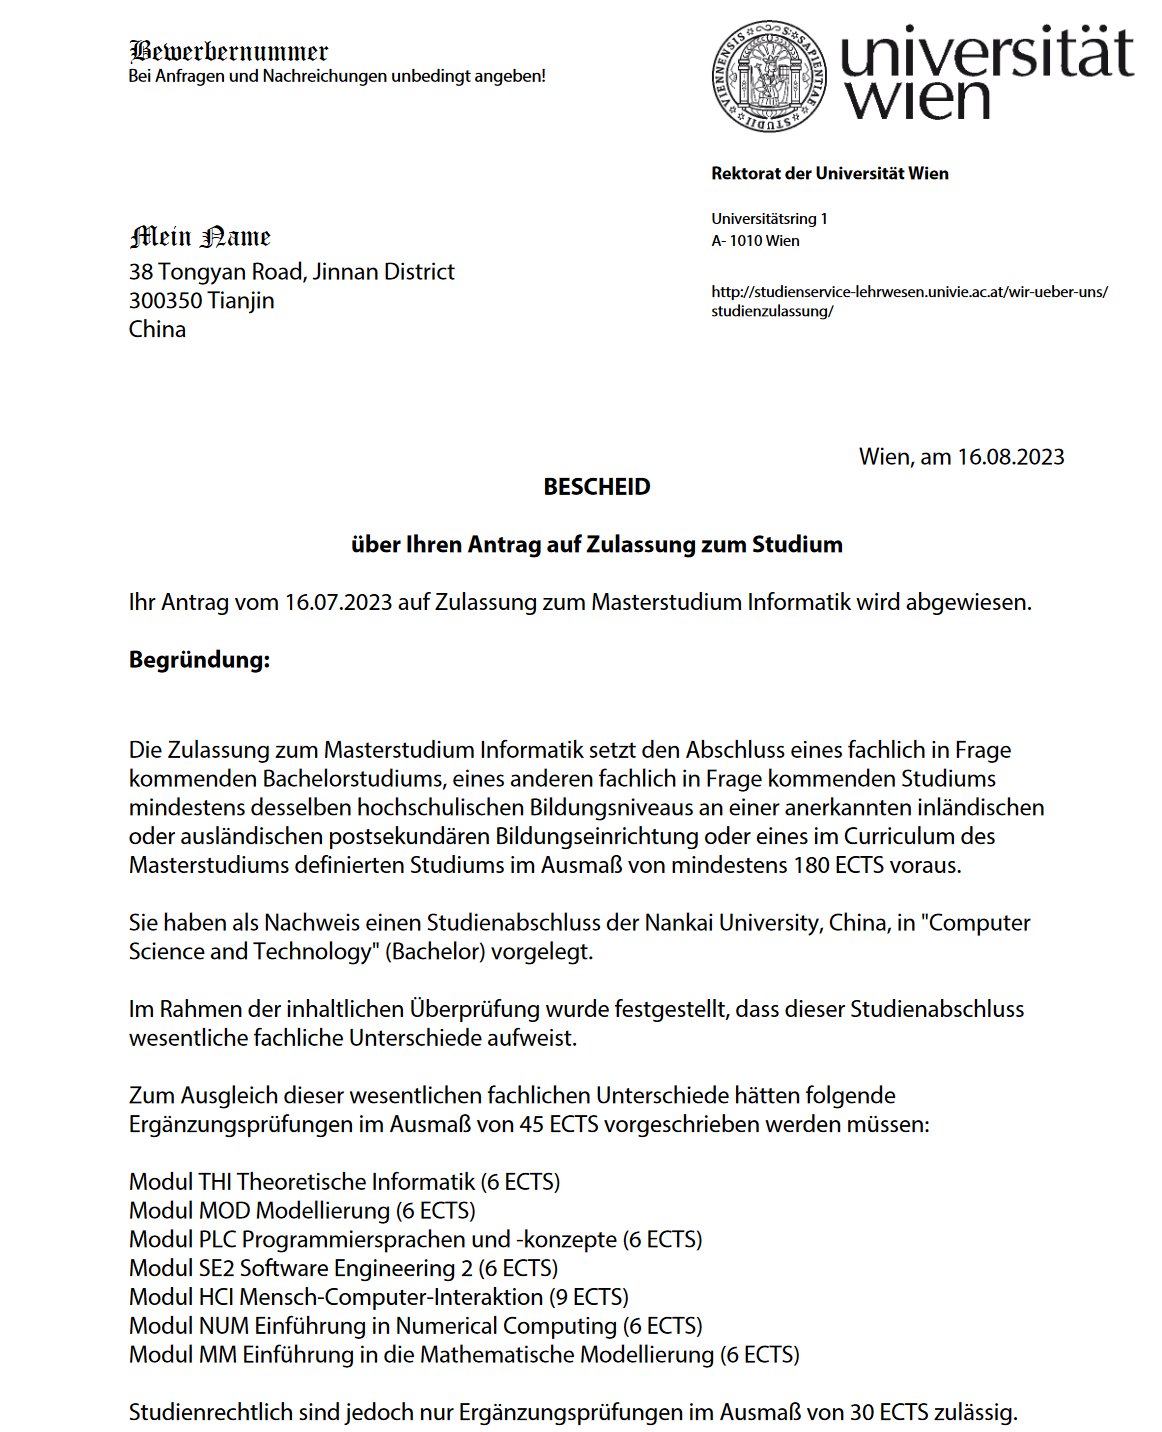 Bewerbernummer
Bei Anfragen und Nachreichungen unbedingt angeben!
universität
wien
STUDII VIENNENSIS SAPIENTIAE
Rektorat der Universität Wien
Universitätsring 1
A- 1010 Wien
http://studienservice-lehrwesen.univie.ac.at/wir-ueber-uns/
studienzulassung/
Mein Name
38 Tongyan Road, Jinnan District
300350 Tianjin
China
Wien, am 16.08.2023
BESCHEID
über Ihren Antrag auf Zulassung zum Studium
Ihr Antrag vom 16.07.2023 auf Zulassung zum Masterstudium Informatik wird abgewiesen.
Begründung:
Die Zulassung zum Masterstudium Informatik setzt den Abschluss eines fachlich in Frage
kommenden Bachelorstudiums, eines anderen fachlich in Frage kommenden Studiums
mindestens desselben hochschulischen Bildungsniveaus an einer anerkannten inländischen
oder ausländischen postsekundären Bildungseinrichtung oder eines im Curriculum des
Masterstudiums definierten Studiums im Ausmaß von mindestens 180 ECTS voraus.
Sie haben als Nachweis einen Studienabschluss der Nankai University, China, in "Computer
Science and Technology" (Bachelor) vorgelegt.
Im Rahmen der inhaltlichen Überprüfung wurde festgestellt, dass dieser Studienabschluss
wesentliche fachliche Unterschiede aufweist.
Zum Ausgleich dieser wesentlichen fachlichen Unterschiede hätten folgende
Ergänzungsprüfungen im Ausmaß von 45 ECTS vorgeschrieben werden müssen:
Modul THI Theoretische Informatik (6 ECTS)
Modul MOD Modellierung (6 ECTS)
Modul PLC Programmiersprachen und -konzepte (6 ECTS)
Modul SE2 Software Engineering 2 (6 ECTS)
Modul HCI Mensch-Computer-Interaktion (9 ECTS)
Modul NUM Einführung in Numerical Computing (6 ECTS)
Modul MM Einführung in die Mathematische Modellierung (6 ECTS)
Studienrechtlich sind jedoch nur Ergänzungsprüfungen im Ausmaß von 30 ECTS zulässig.